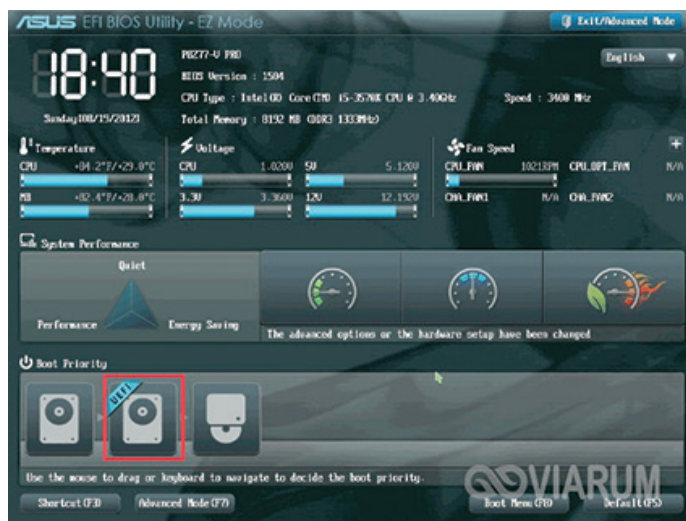 ASUS EFI BIOS Utility - EZ Mode
Exit/Advanced Mode
18:40
Sunday[08/19/2012]
P8Z77-V PRO
BIOS Version : 1504
CPU Type : Intel(R) Core(TM) i5-3570K CPU @ 3.40GHz
Speed : 3400 MHz
Total Memory : 8192 MB (DDR3 1333MHz)
English
Temperature
CPU +84.2°F/+29.0°C
MB +82.4°F/+28.0°C
Voltage
CPU 1.020V 5V 5.120V
3.3V 3.360V 12V 12.192V
Fan Speed
CPU_FAN 1021RPM CPU_OPT_FAN N/A
CHA_FAN1 N/A CHA_FAN2 N/A
System Performance
Quiet
Performance
Energy Saving
The advanced options or the hardware setup have been changed
Boot Priority
UEFI
Use the mouse to drag or keyboard to navigate to decide the boot priority.
Shortcut(F3)
Advanced Mode(F7)
Boot Menu(F8)
Default(F5)
OVIARUM